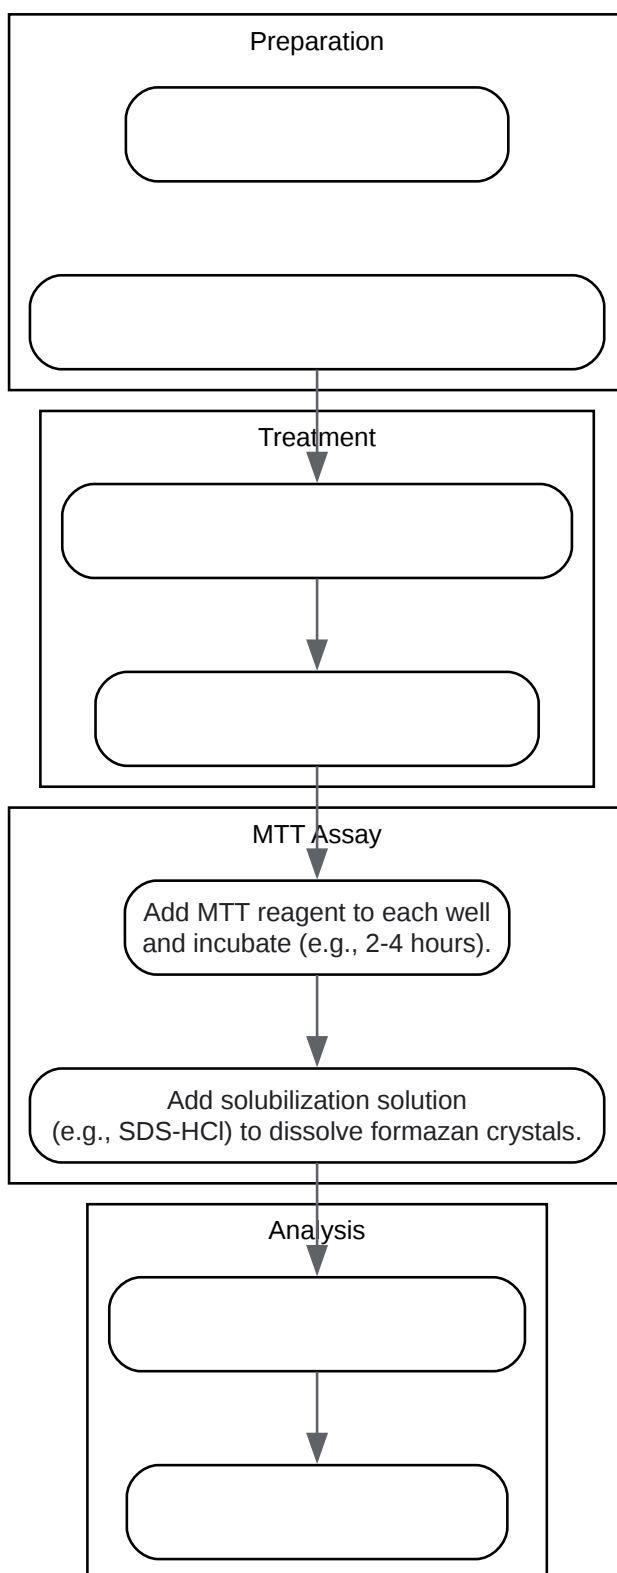 Preparation
Treatment
MTT Assay
Add MTT reagent to each well
and incubate (e.g., 2-4 hours).
Add solubilization solution
(e.g., SDS-HCl) to dissolve formazan crystals.
Analysis